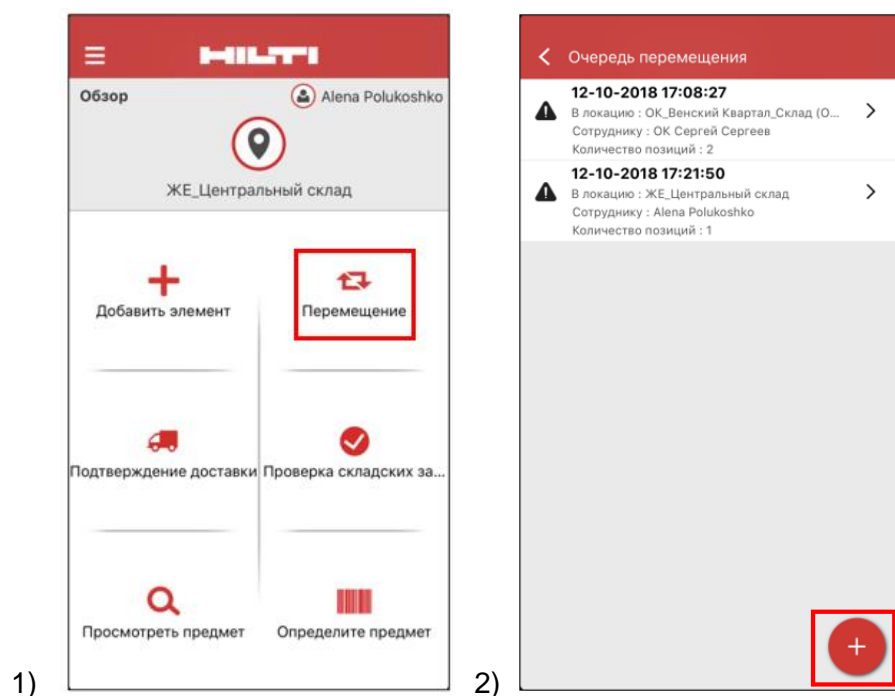 HILTI
Обзор
Alena Polukoshko
ЖЕ_Центральный склад
Добавить элемент
Перемещение
Подтверждение доставки
Проверка складских за...
Просмотреть предмет
Определите предмет
1)
Очередь перемещения
12-10-2018 17:08:27
В локацию : ОК_Венский Квартал_Склад (О...
Сотруднику : ОК Сергей Сергеев
Количество позиций : 2
12-10-2018 17:21:50
В локацию : ЖЕ_Центральный склад
Сотруднику : Alena Polukoshko
Количество позиций : 1
2)